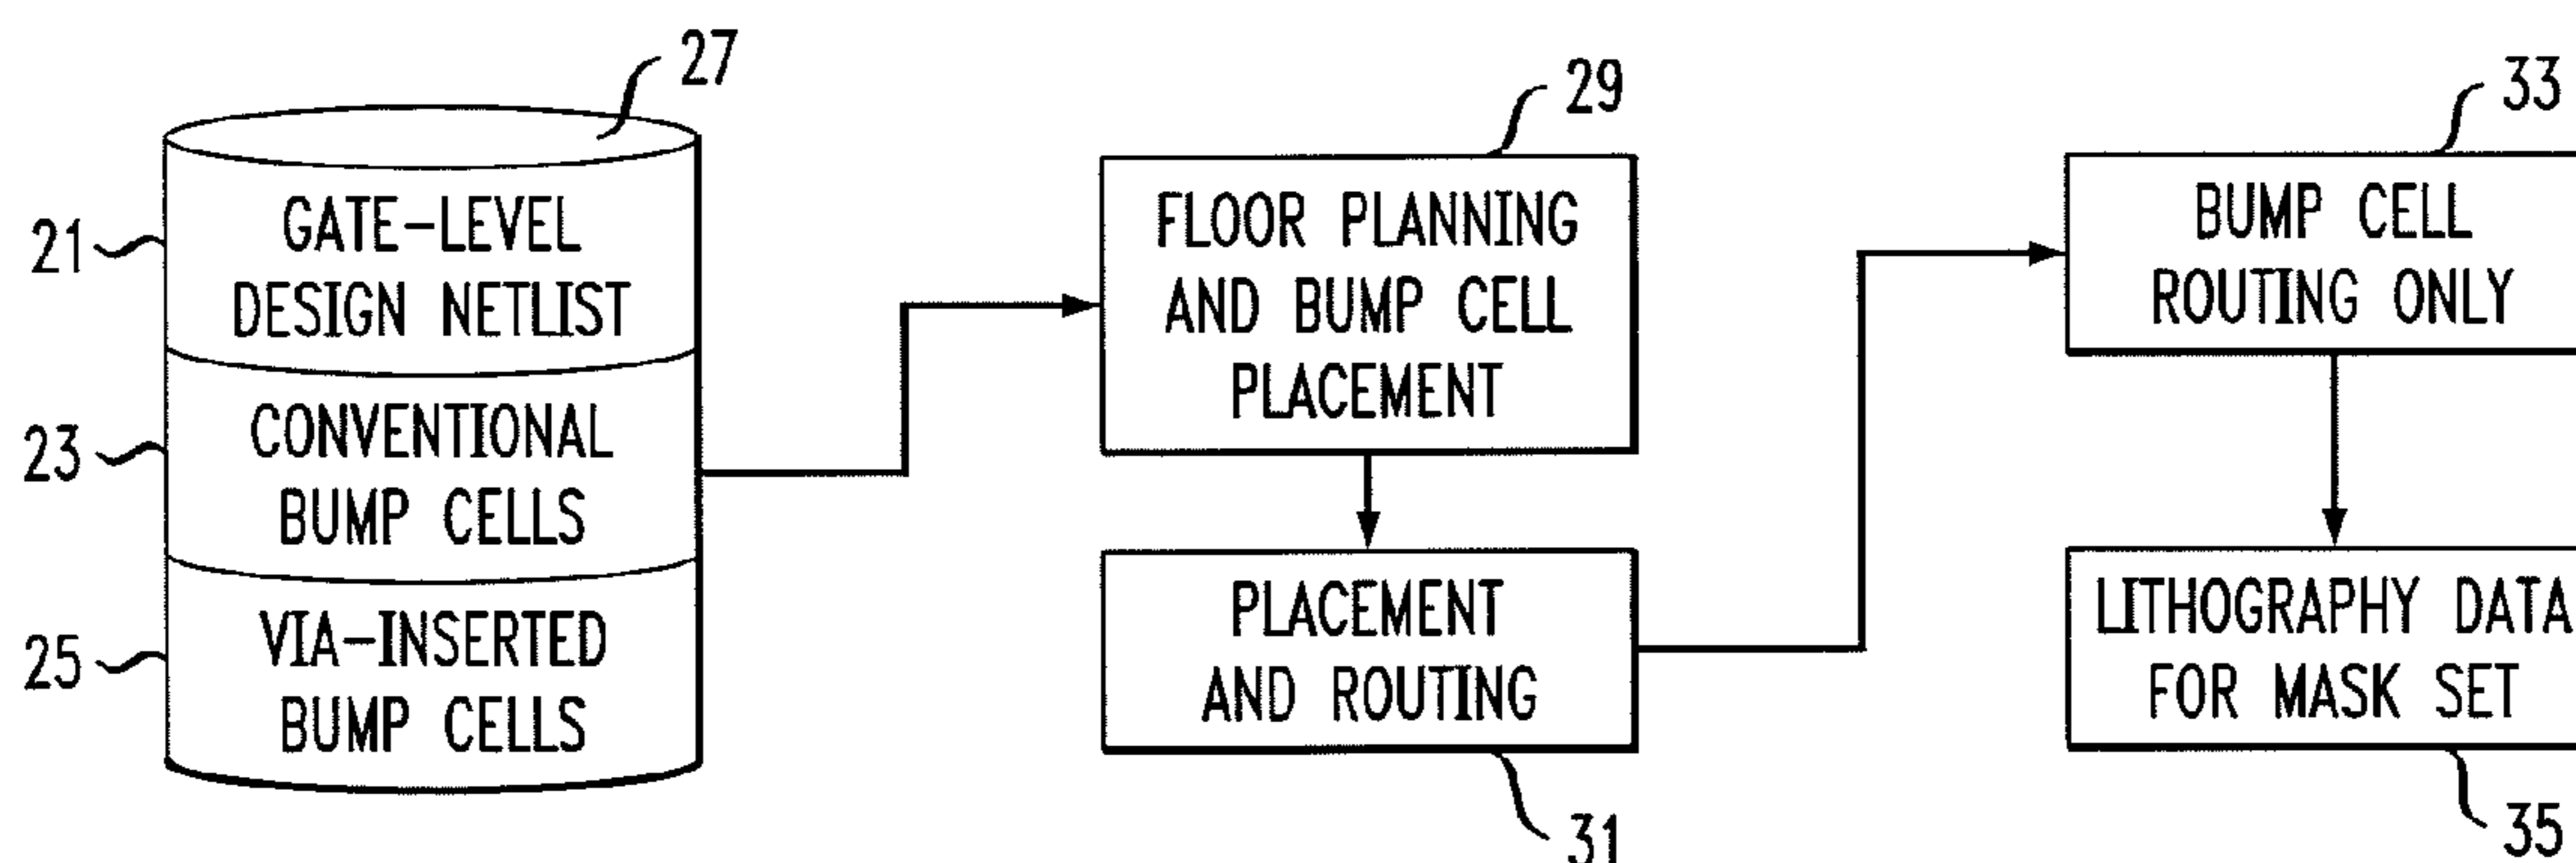 27
21
GATE-LEVEL
DESIGN NETLIST
23
CONVENTIONAL
BUMP CELLS
25
VIA-INSERTED
BUMP CELLS
29
FLOOR PLANNING
AND BUMP CELL
PLACEMENT
PLACEMENT
AND ROUTING
31
33
BUMP CELL
ROUTING ONLY
LITHOGRAPHY DATA
FOR MASK SET
35